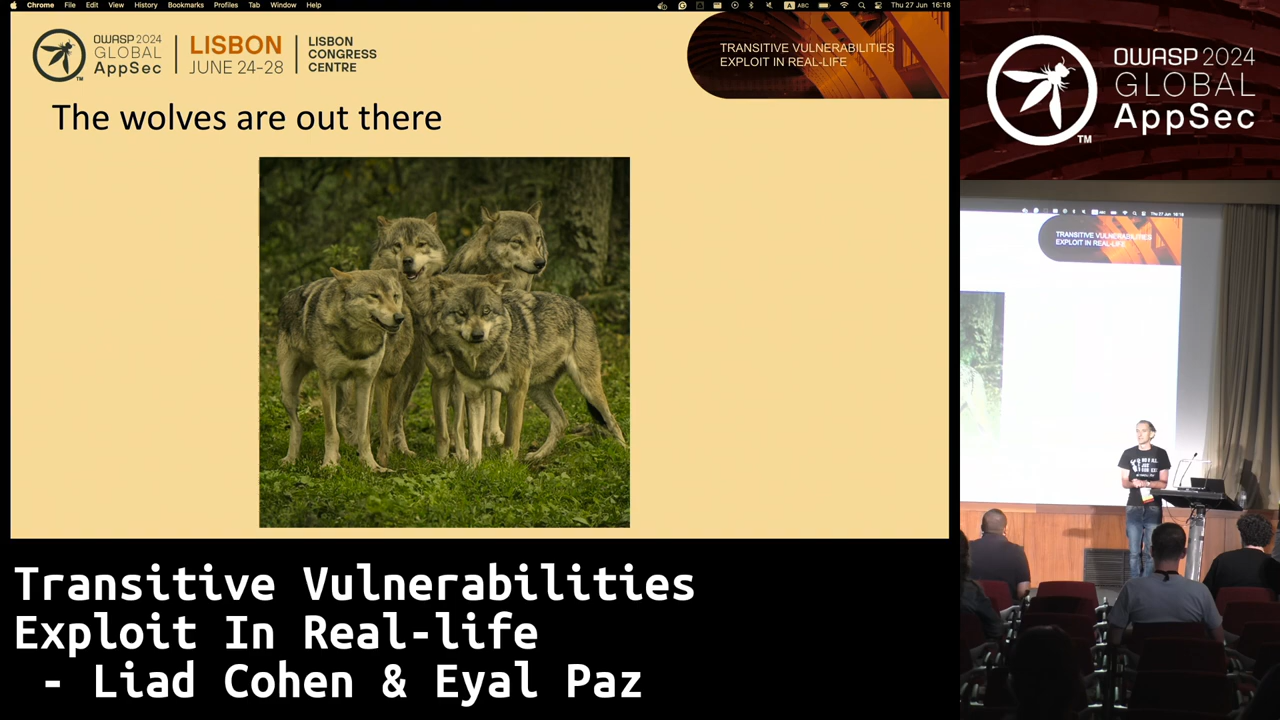 Chrome File Edit View History Bookmarks Profiles Tab Window Help
A ABC Thu 27 Jun 16:18
OWASP 2024
GLOBAL
AppSec
TM
LISBON
JUNE 24-28
LISBON
CONGRESS
CENTRE
TRANSITIVE VULNERABILITIES
EXPLOIT IN REAL-LIFE
The wolves are out there
OWASP 2024
GLOBAL
AppSec
TM
TRANSITIVE VULNERABILITIES
EXPLOIT IN REAL-LIFE
Transitive Vulnerabilities
Exploit In Real-life
- Liad Cohen & Eyal Paz